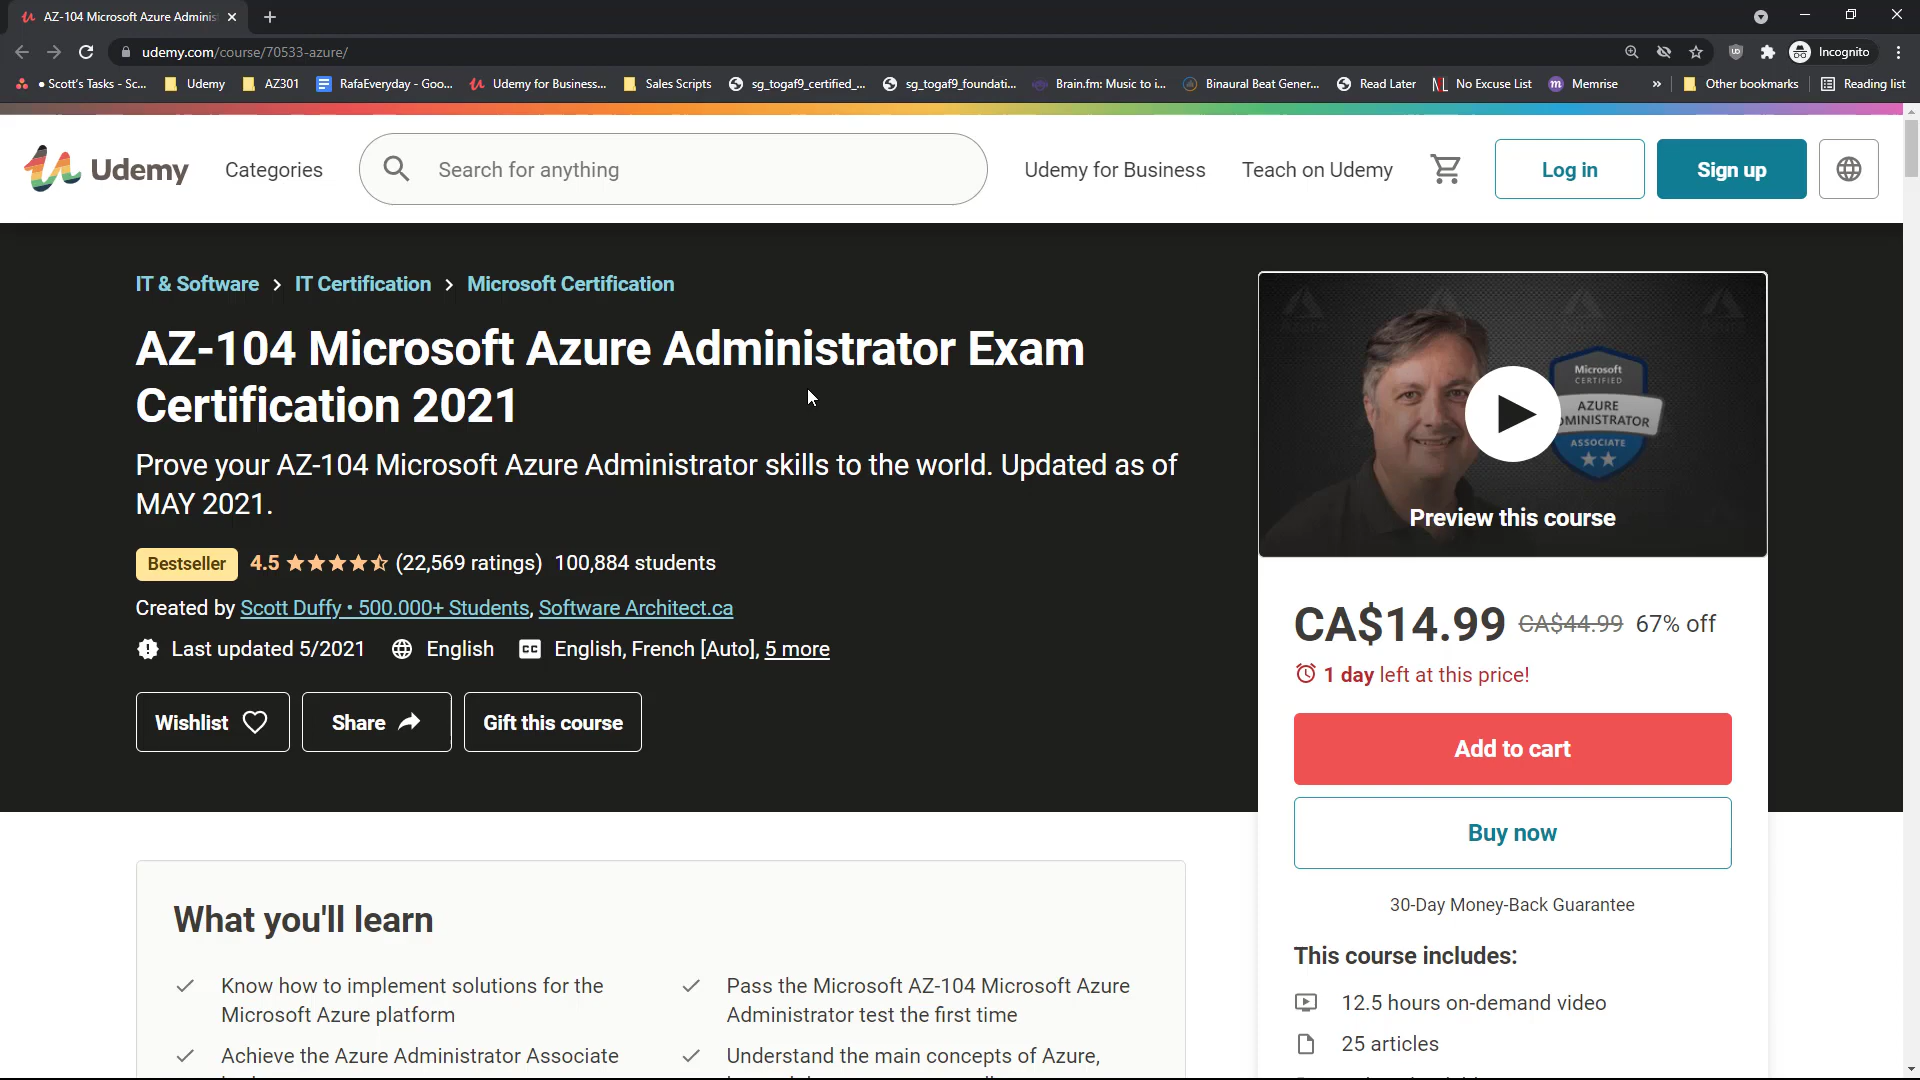 AZ-104 Microsoft Azure Adminis
udemy.com/course/70533-azure/
Incognito
• Scott's Tasks - Sc...
Udemy
AZ301
RafaEveryday - Goo...
Udemy for Business...
Sales Scripts
sg_togaf9_certified_...
sg_togaf9_foundati...
Brain.fm: Music to i...
Binaural Beat Gener...
Read Later
No Excuse List
Memrise
»
Other bookmarks
Reading list
Udemy
Categories
Search for anything
Udemy for Business
Teach on Udemy
Log in
Sign up
IT & Software > IT Certification > Microsoft Certification
AZ-104 Microsoft Azure Administrator Exam
Certification 2021
Prove your AZ-104 Microsoft Azure Administrator skills to the world. Updated as of
MAY 2021.
Bestseller 4.5 (22,569 ratings) 100,884 students
Created by Scott Duffy • 500.000+ Students, Software Architect.ca
Last updated 5/2021 English CC English, French [Auto], 5 more
Wishlist
Share
Gift this course
Microsoft
CERTIFIED
AZURE
DMINISTRATOR
ASSOCIATE
Preview this course
CA$14.99 CA$44.99 67% off
1 day left at this price!
Add to cart
Buy now
30-Day Money-Back Guarantee
This course includes:
12.5 hours on-demand video
25 articles
What you'll learn
Know how to implement solutions for the
Microsoft Azure platform
Pass the Microsoft AZ-104 Microsoft Azure
Administrator test the first time
Achieve the Azure Administrator Associate
Understand the main concepts of Azure,